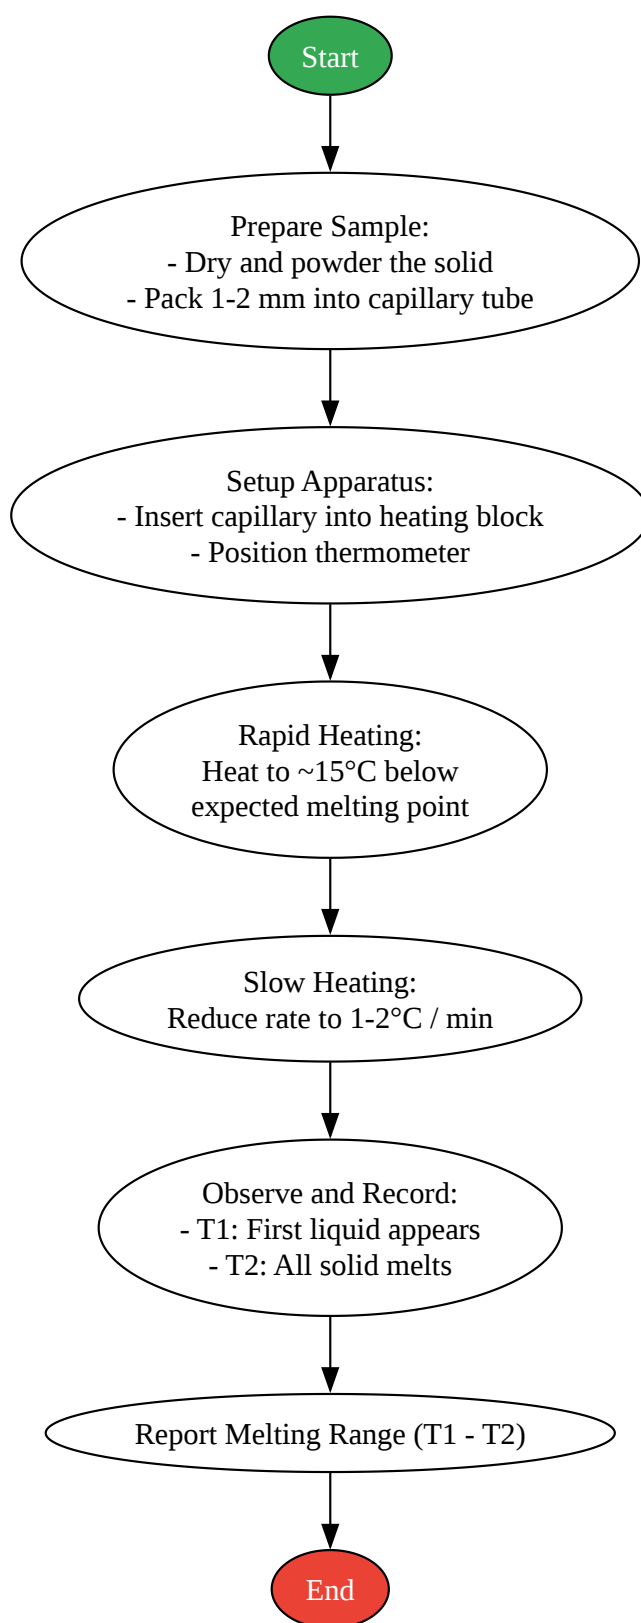 Start
Prepare Sample:
- Dry and powder the solid
- Pack 1-2 mm into capillary tube
Setup Apparatus:
- Insert capillary into heating block
- Position thermometer
Rapid Heating:
Heat to ~15°C below
expected melting point
Slow Heating:
Reduce rate to 1-2°C / min
Observe and Record:
- T1: First liquid appears
- T2: All solid melts
Report Melting Range (T1 - T2)
End